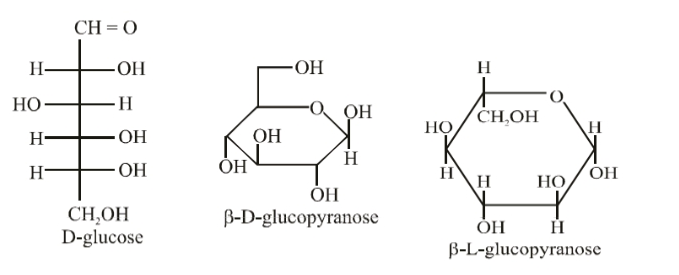 CH = O
H OH
HO H
H OH
H OH
CH₂OH
D-glucose
OH
O OH
OH
OH H
OH
β-D-glucopyranose
H
O
CH₂OH
HO H
H H HO OH
OH H
β-L-glucopyranose